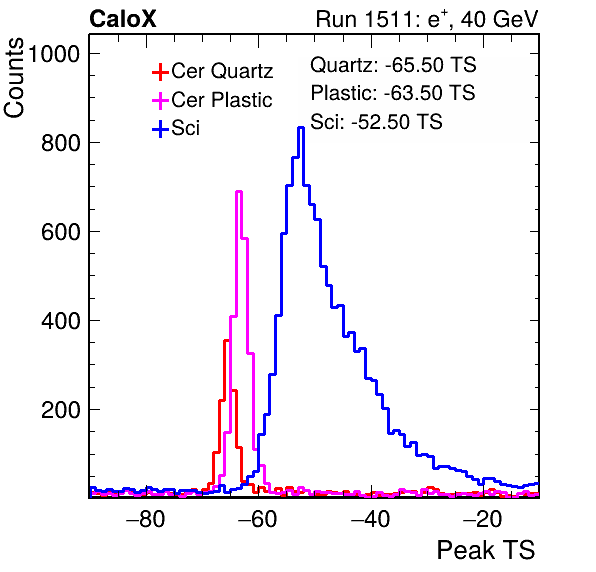 CaloX Run 1511: e⁺, 40 GeV
Counts
1000
800
600
400
200
Cer Quartz
Cer Plastic
Sci
Quartz: -65.50 TS
Plastic: -63.50 TS
Sci: -52.50 TS
−80 −60 −40 −20
Peak TS